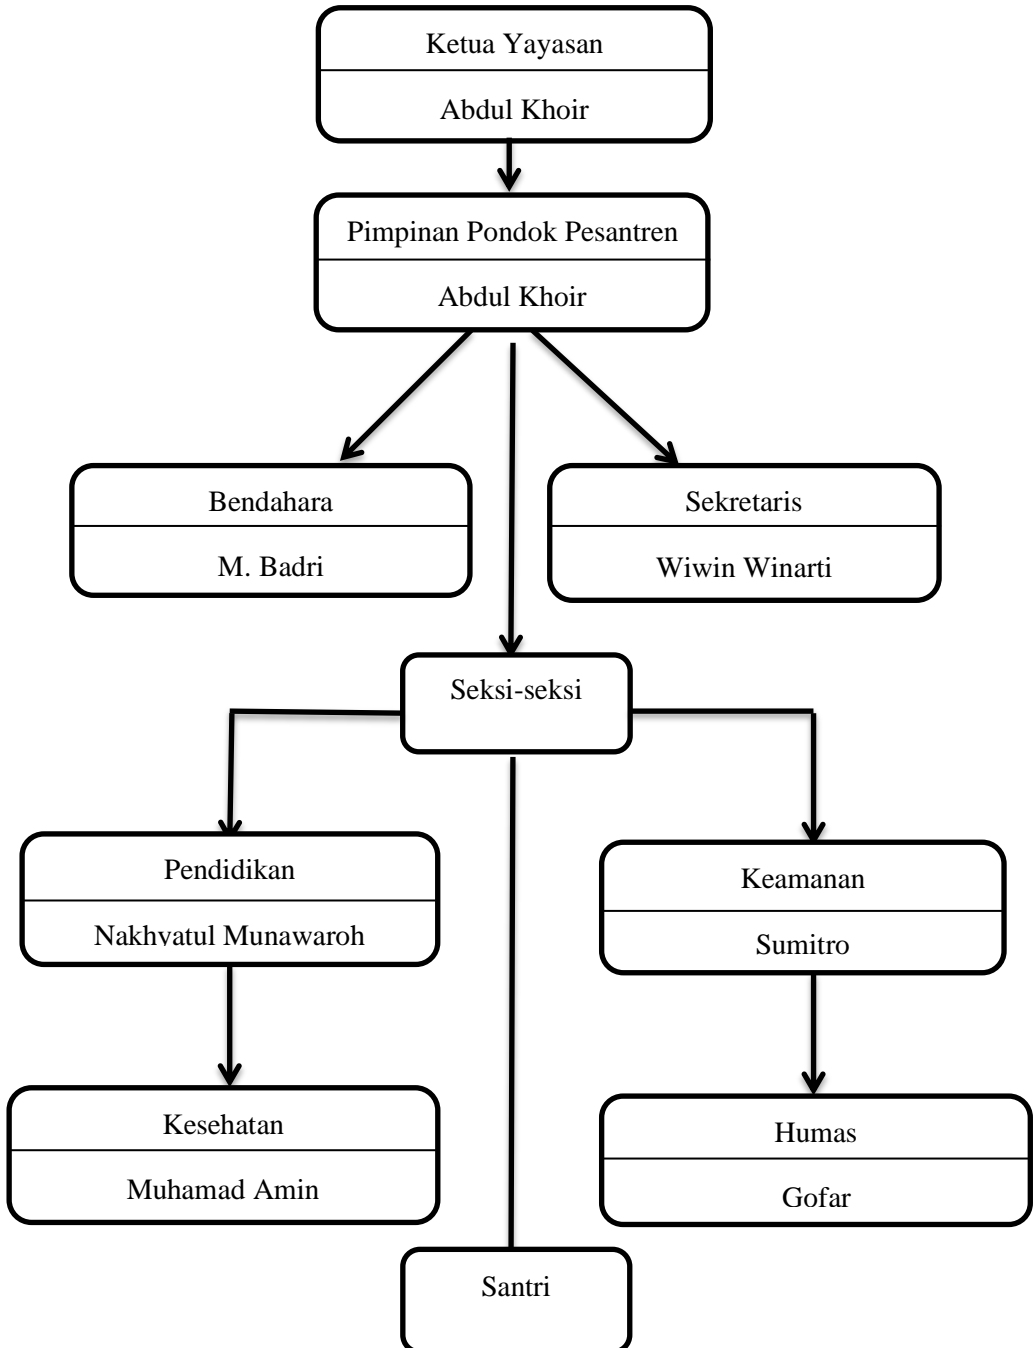 Ketua Yayasan
Abdul Khoir
Pimpinan Pondok Pesantren
Abdul Khoir
Bendahara
M. Badri
Sekretaris
Wiwin Winarti
Seksi-seksi
Pendidikan
Nakhvatul Munawaroh
Keamanan
Sumitro
Kesehatan
Muhamad Amin
Humas
Gofar
Santri